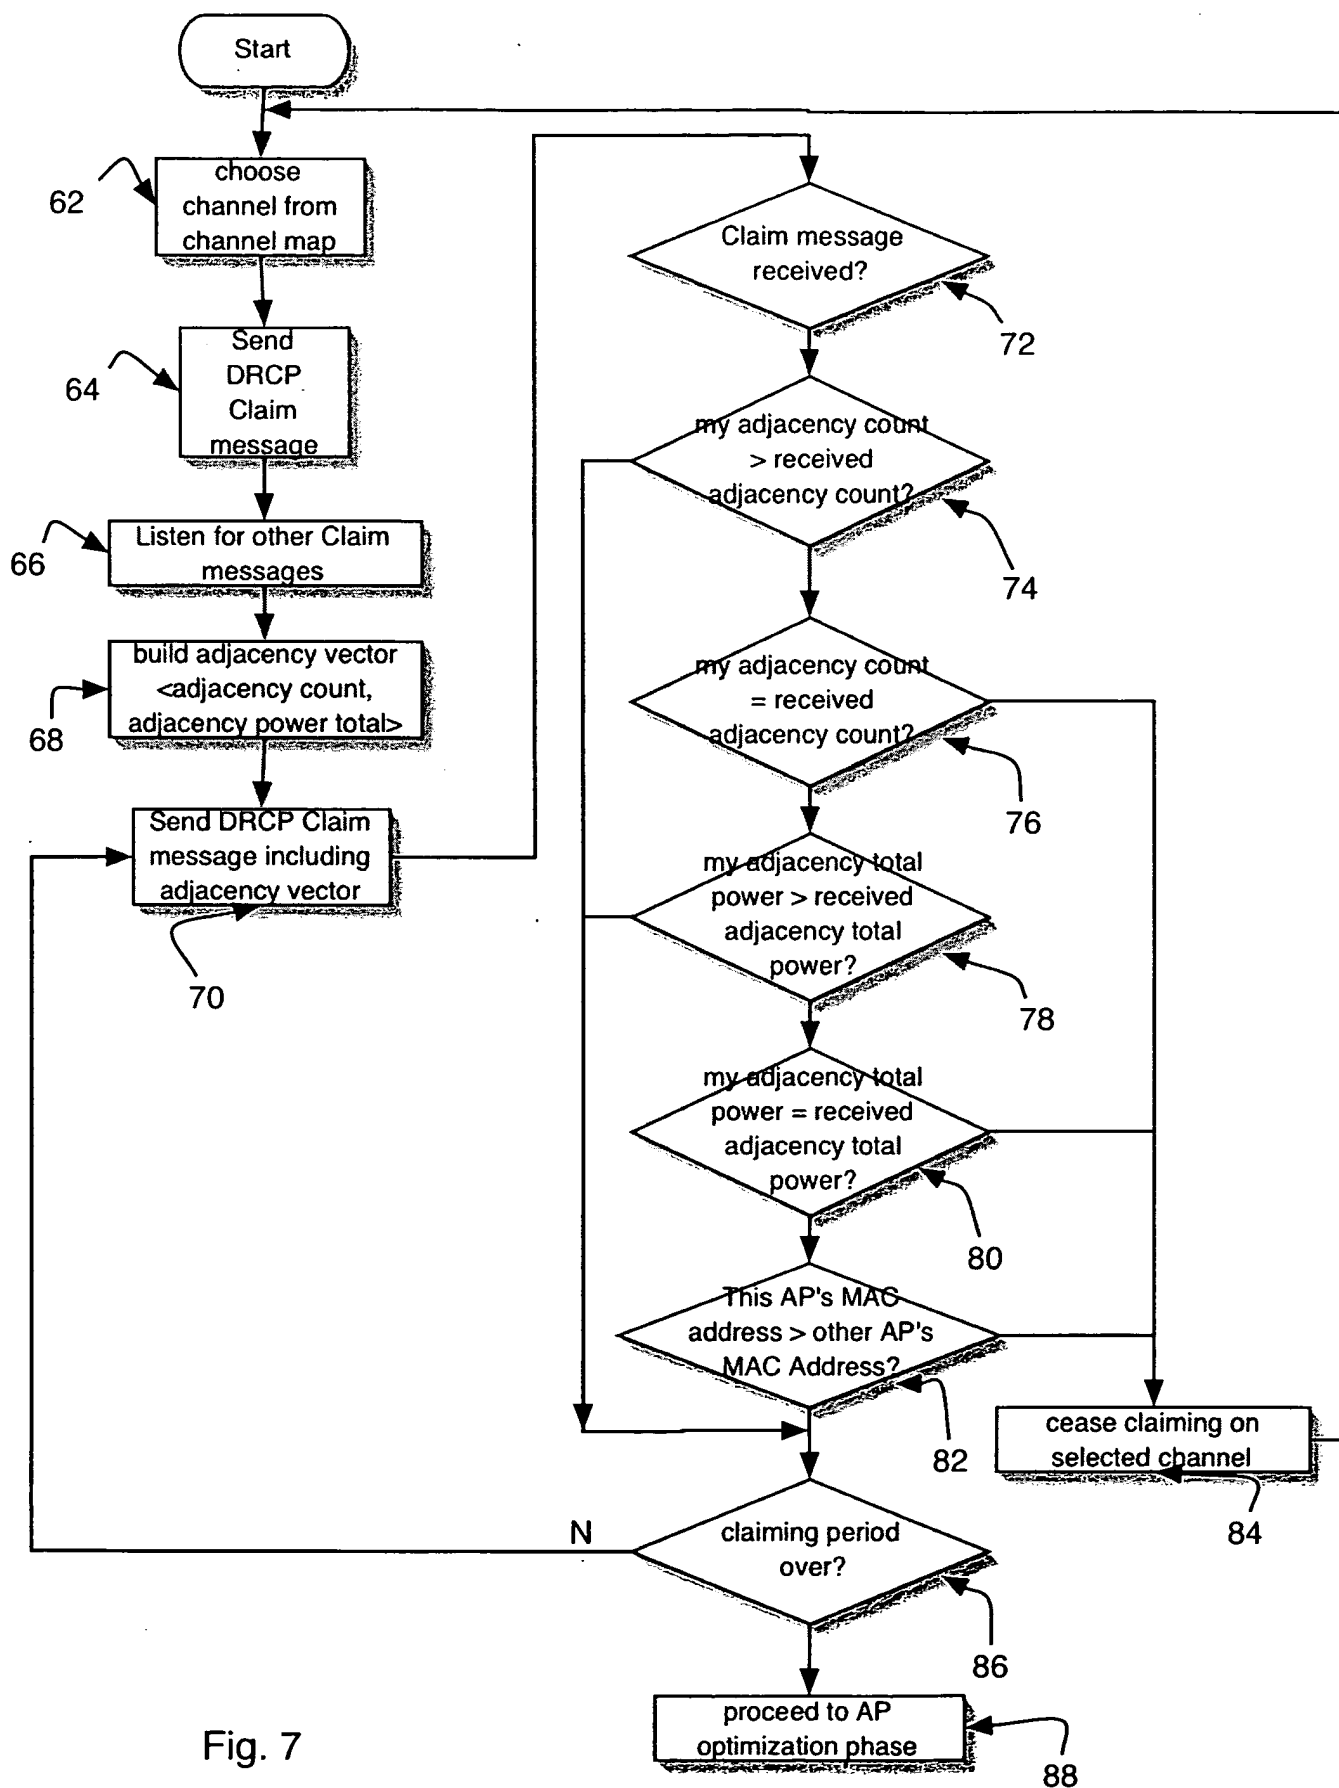 Start
choose
channel from
channel map
62
Send
DRCP
Claim
message
64
Listen for other Claim
messages
66
build adjacency vector
<adjacency count,
adjacency power total>
68
Send DRCP Claim
message including
adjacency vector
70
Claim message
received?
72
my adjacency count
> received
adjacency count?
74
my adjacency count
= received
adjacency count?
76
my adjacency total
power > received
adjacency total
power?
78
my adjacency total
power = received
adjacency total
power?
80
This AP's MAC
address > other AP's
MAC Address?
82
cease claiming on
selected channel
84
N
claiming period
over?
86
proceed to AP
optimization phase
88
Fig. 7